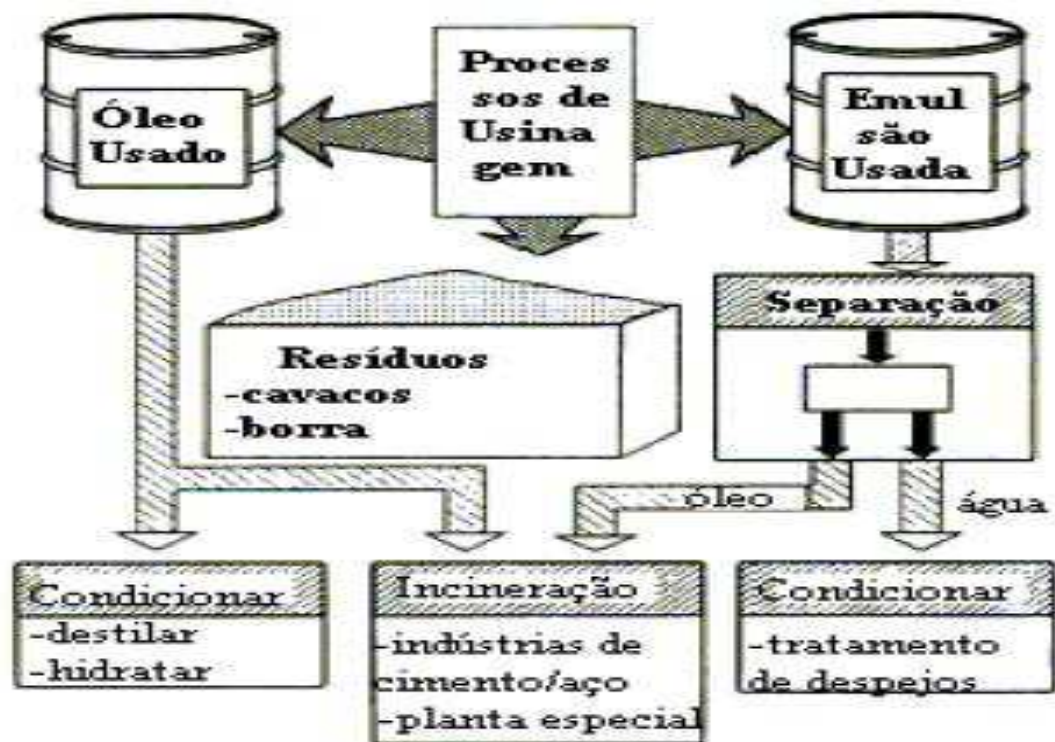 Óleo
Usado
Proces
sos de
Usina
gem
Emul
são
Usada
Separação
Resíduos
-cavacos
-borra
óleo
água
Condicionar
-destilar
-hidratar
Incineração
-indústrias de
cimento/aço
-planta especial
Condicionar
-tratamento
de despejos